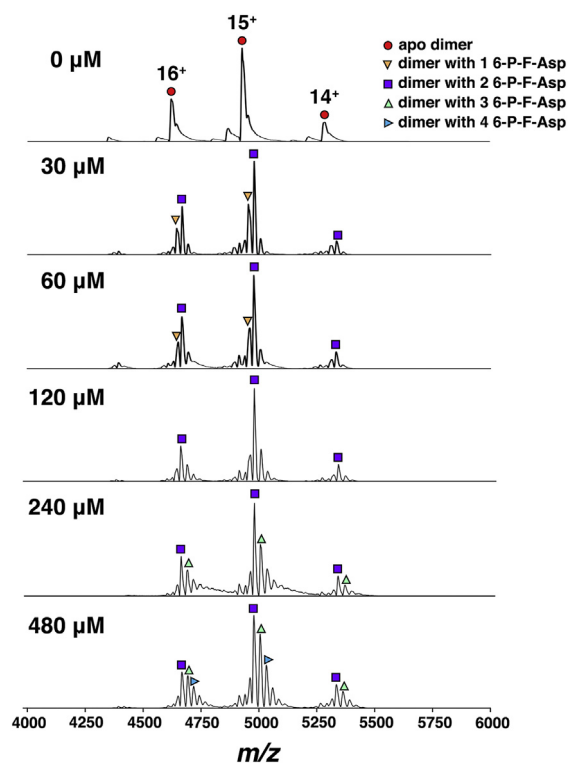 0 µM
16+
15+
14+
apo dimer
dimer with 1 6-P-F-Asp
dimer with 2 6-P-F-Asp
dimer with 3 6-P-F-Asp
dimer with 4 6-P-F-Asp
30 µM
60 µM
120 µM
240 µM
480 µM
4000 4250 4500 4750 5000 5250 5500 5750 6000
m/z